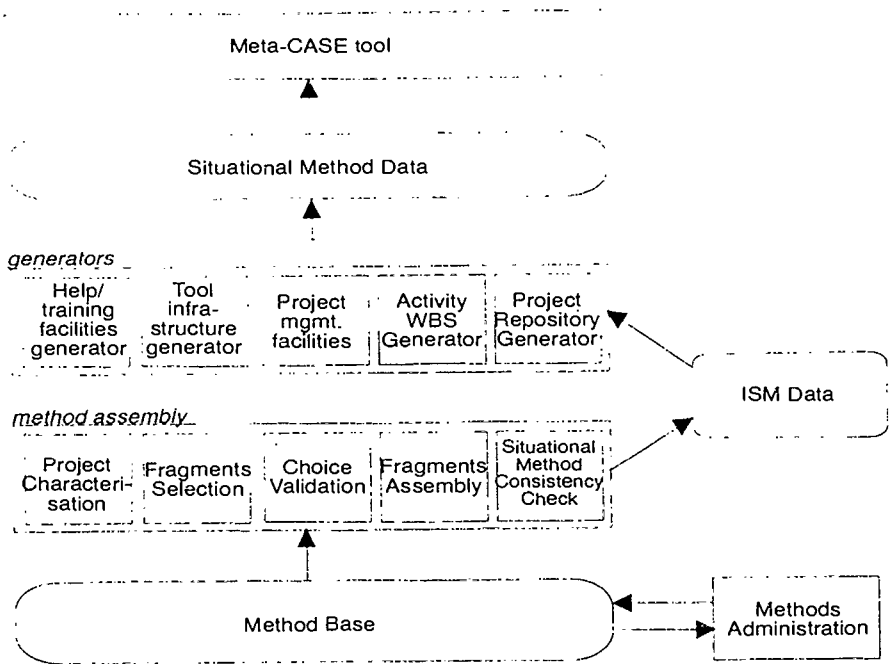 Meta-CASE tool
Situational Method Data
generators
Help/
training
facilities
generator
Tool
infra-
structure
generator
Project
mgmt.
facilities
Activity
WBS
Generator
Project
Repository
Generator
ISM Data
method assembly
Project
Characteri-
sation
Fragments
Selection
Choice
Validation
Fragments
Assembly
Situational
Method
Consistency
Check
Method Base
Methods
Administration